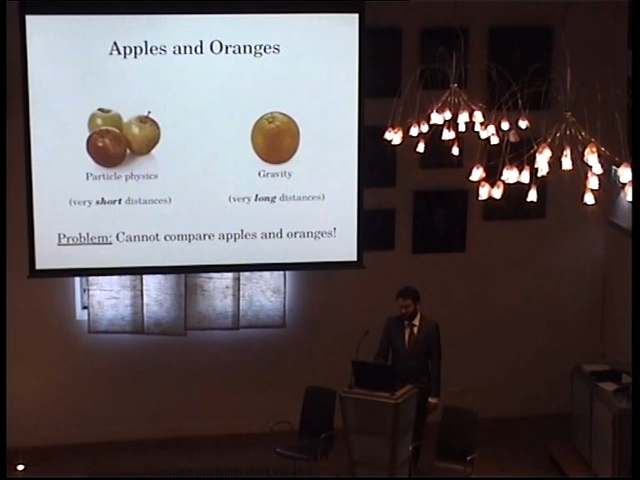 Apples and Oranges
Particle physics
Gravity
(very short distances)
(very long distances)
Problem: Cannot compare apples and oranges!